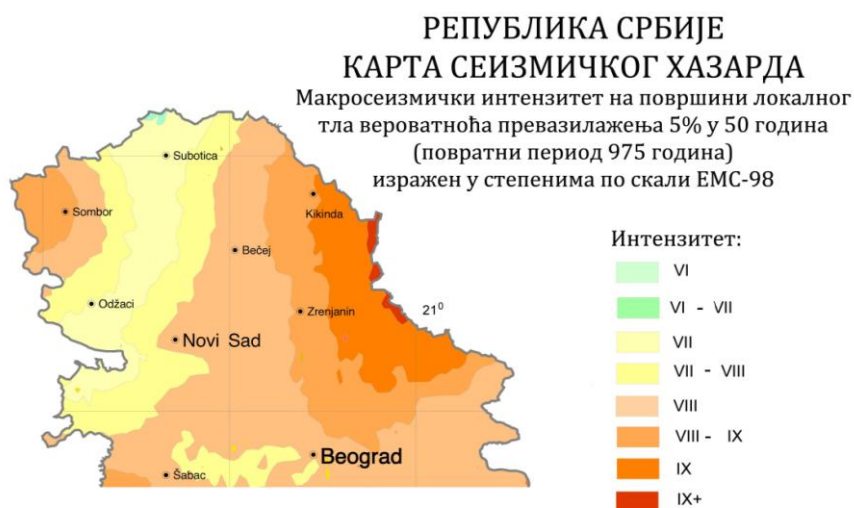 РЕПУБЛИКА СРБИЈЕ
КАРТА СЕИЗМИЧКОГ ХАЗАРДА
Макросеизмички интензитет на површини локалног
тла вероватноћа превазилажења 5% у 50 година
(повратни период 975 година)
изражен у степенима по скали ЕМС-98
Subotica
Sombor
Kikinda
Bečej
Odžaci
Zrenjanin
21⁰
Novi Sad
Beograd
Šabac
Интензитет:
VI
VI - VII
VII
VII - VIII
VIII
VIII - IX
IX
IX+